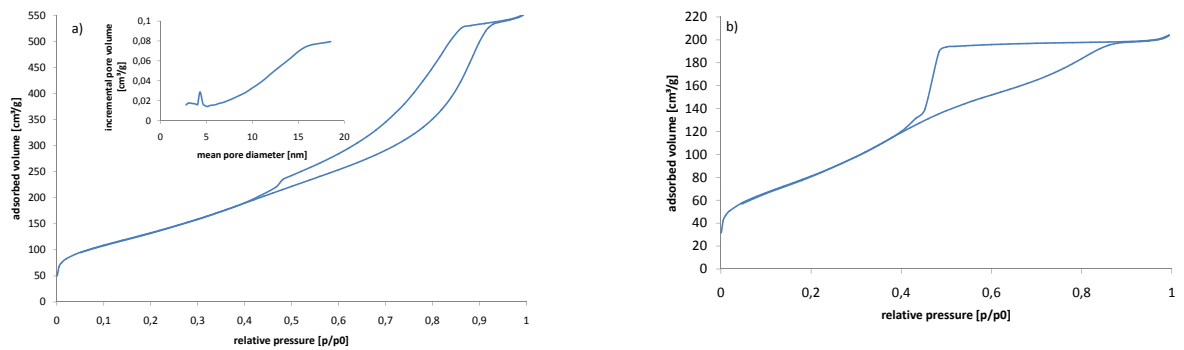 a)
550
500
450
400
350
300
250
200
150
100
50
0
adsorbed volume [cm³/g]
0 0,1 0,2 0,3 0,4 0,5 0,6 0,7 0,8 0,9 1
relative pressure [p/p0]
0,1
0,08
0,06
0,04
0,02
0
incremental pore volume
[cm³/g]
0 5 10 15 20
mean pore diameter [nm]
b)
220
200
180
160
140
120
100
80
60
40
20
0
adsorbed volume [cm³/g]
0 0,2 0,4 0,6 0,8 1
relative pressure [p/p0]